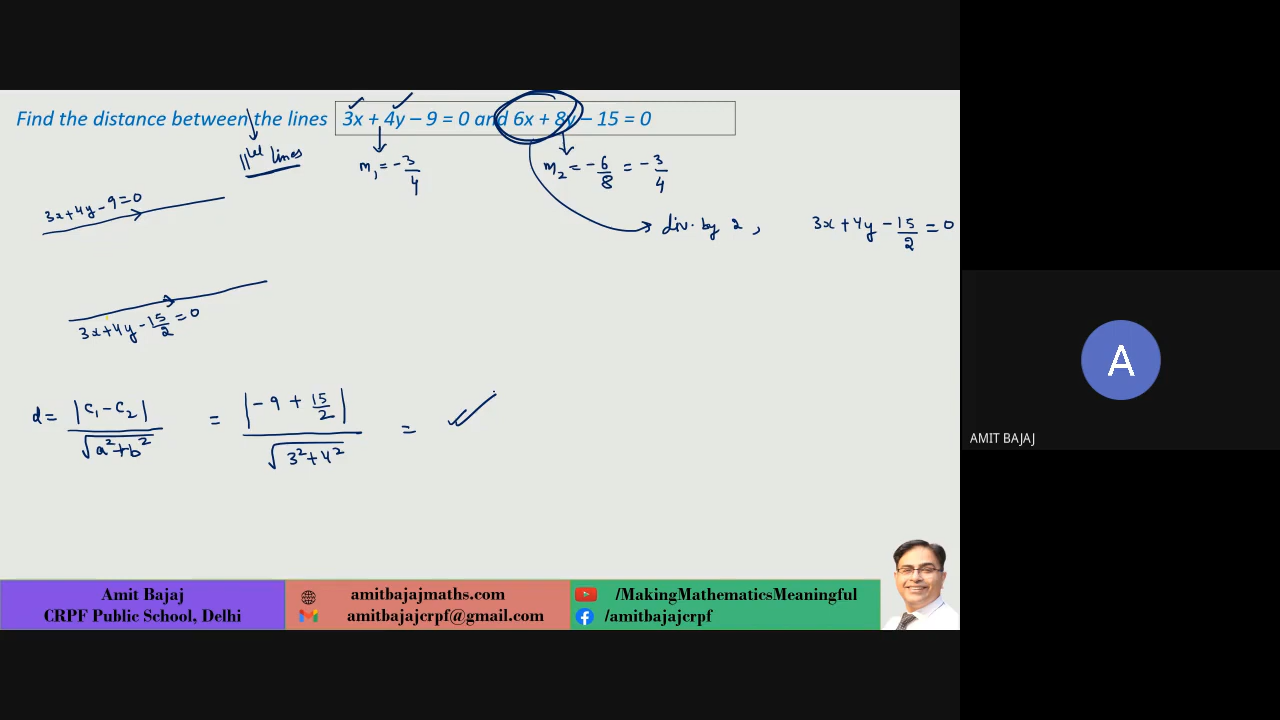 Find the distance between the lines 3x + 4y – 9 = 0 and 6x + 8y – 15 = 0
||lel lines
m₁ = -3/4
m₂ = -6/8 = -3/4
3x+4y-9=0
div. by 2, 3x+4y-15/2=0
3x+4y-15/2=0
d = |c₁-c₂|/√a²+b² = |-9+15/2|/√3²+4² =
A
AMIT BAJAJ
Amit Bajaj
CRPF Public School, Delhi
amitbajajmaths.com
amitbajajcrpf@gmail.com
/MakingMathematicsMeaningful
/amitbajajcrpf